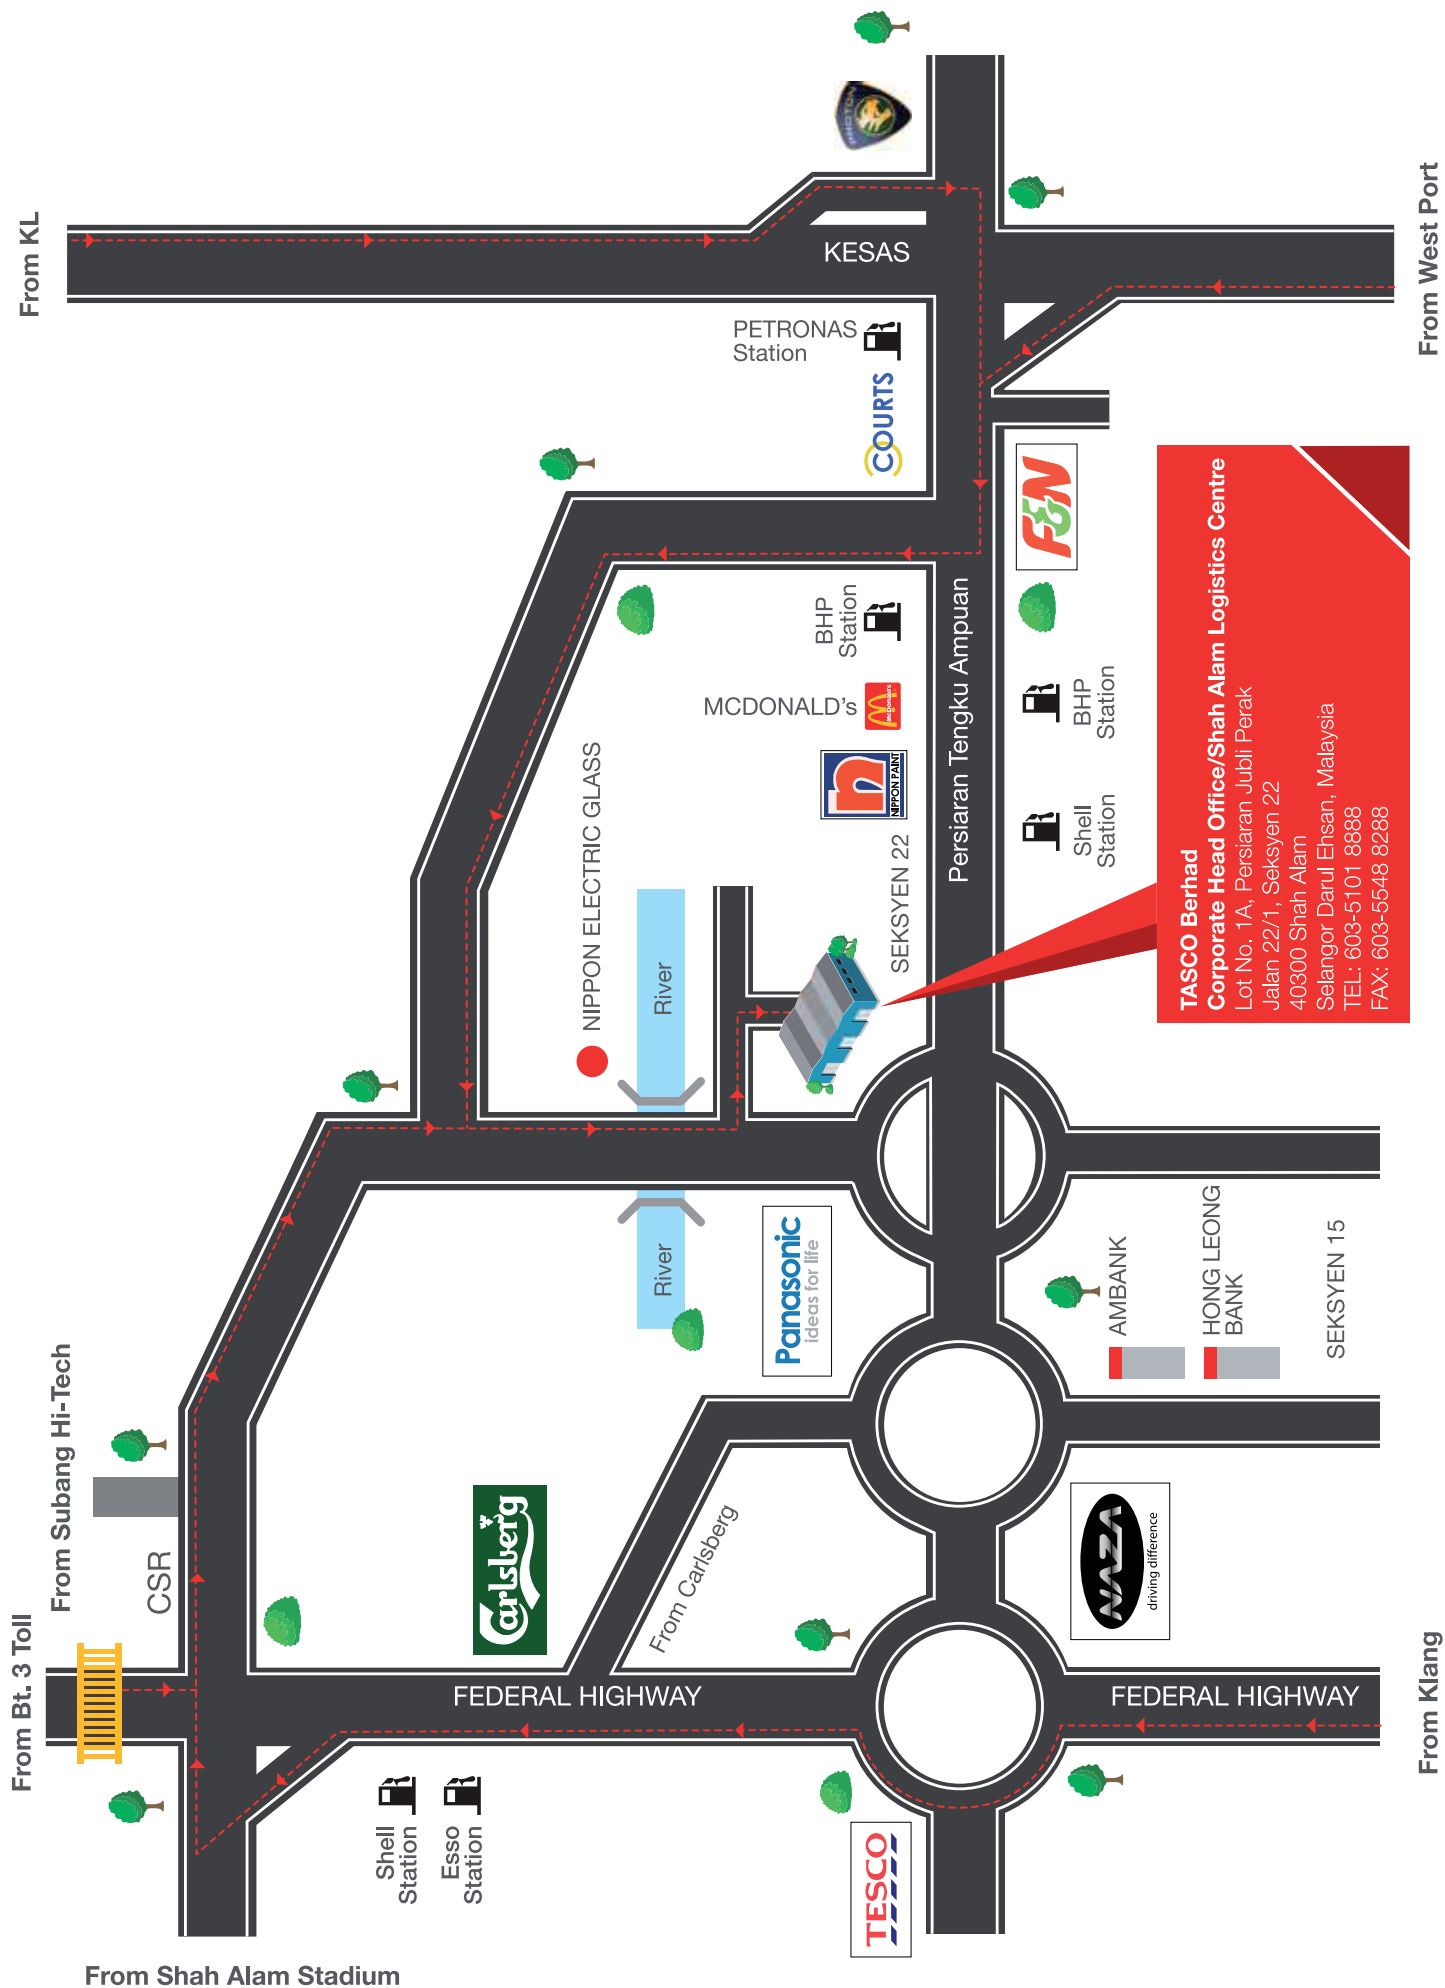 From KL
From West Port
KESAS
PROTON
PETRONAS
Station
COURTS
F&N
BHP
Station
MCDONALD's
McDonald's
NIPPON PAINT
NIPPON ELECTRIC GLASS
SEKSYEN 22
Persiaran Tengku Ampuan
BHP
Station
Shell
Station
River
River
TASCO Berhad
Corporate Head Office/Shah Alam Logistics Centre
Lot No. 1A, Persiaran Jubli Perak
Jalan 22/1, Seksyen 22
40300 Shah Alam
Selangor Darul Ehsan, Malaysia
TEL: 603-5101 8888
FAX: 603-5548 8288
Panasonic
ideas for life
AMBANK
HONG LEONG
BANK
SEKSYEN 15
From Subang Hi-Tech
CSR
Carlsberg
From Carlsberg
NAZA
driving difference
From Bt. 3 Toll
FEDERAL HIGHWAY
FEDERAL HIGHWAY
From Klang
Shell
Station
Esso
Station
TESCO
From Shah Alam Stadium